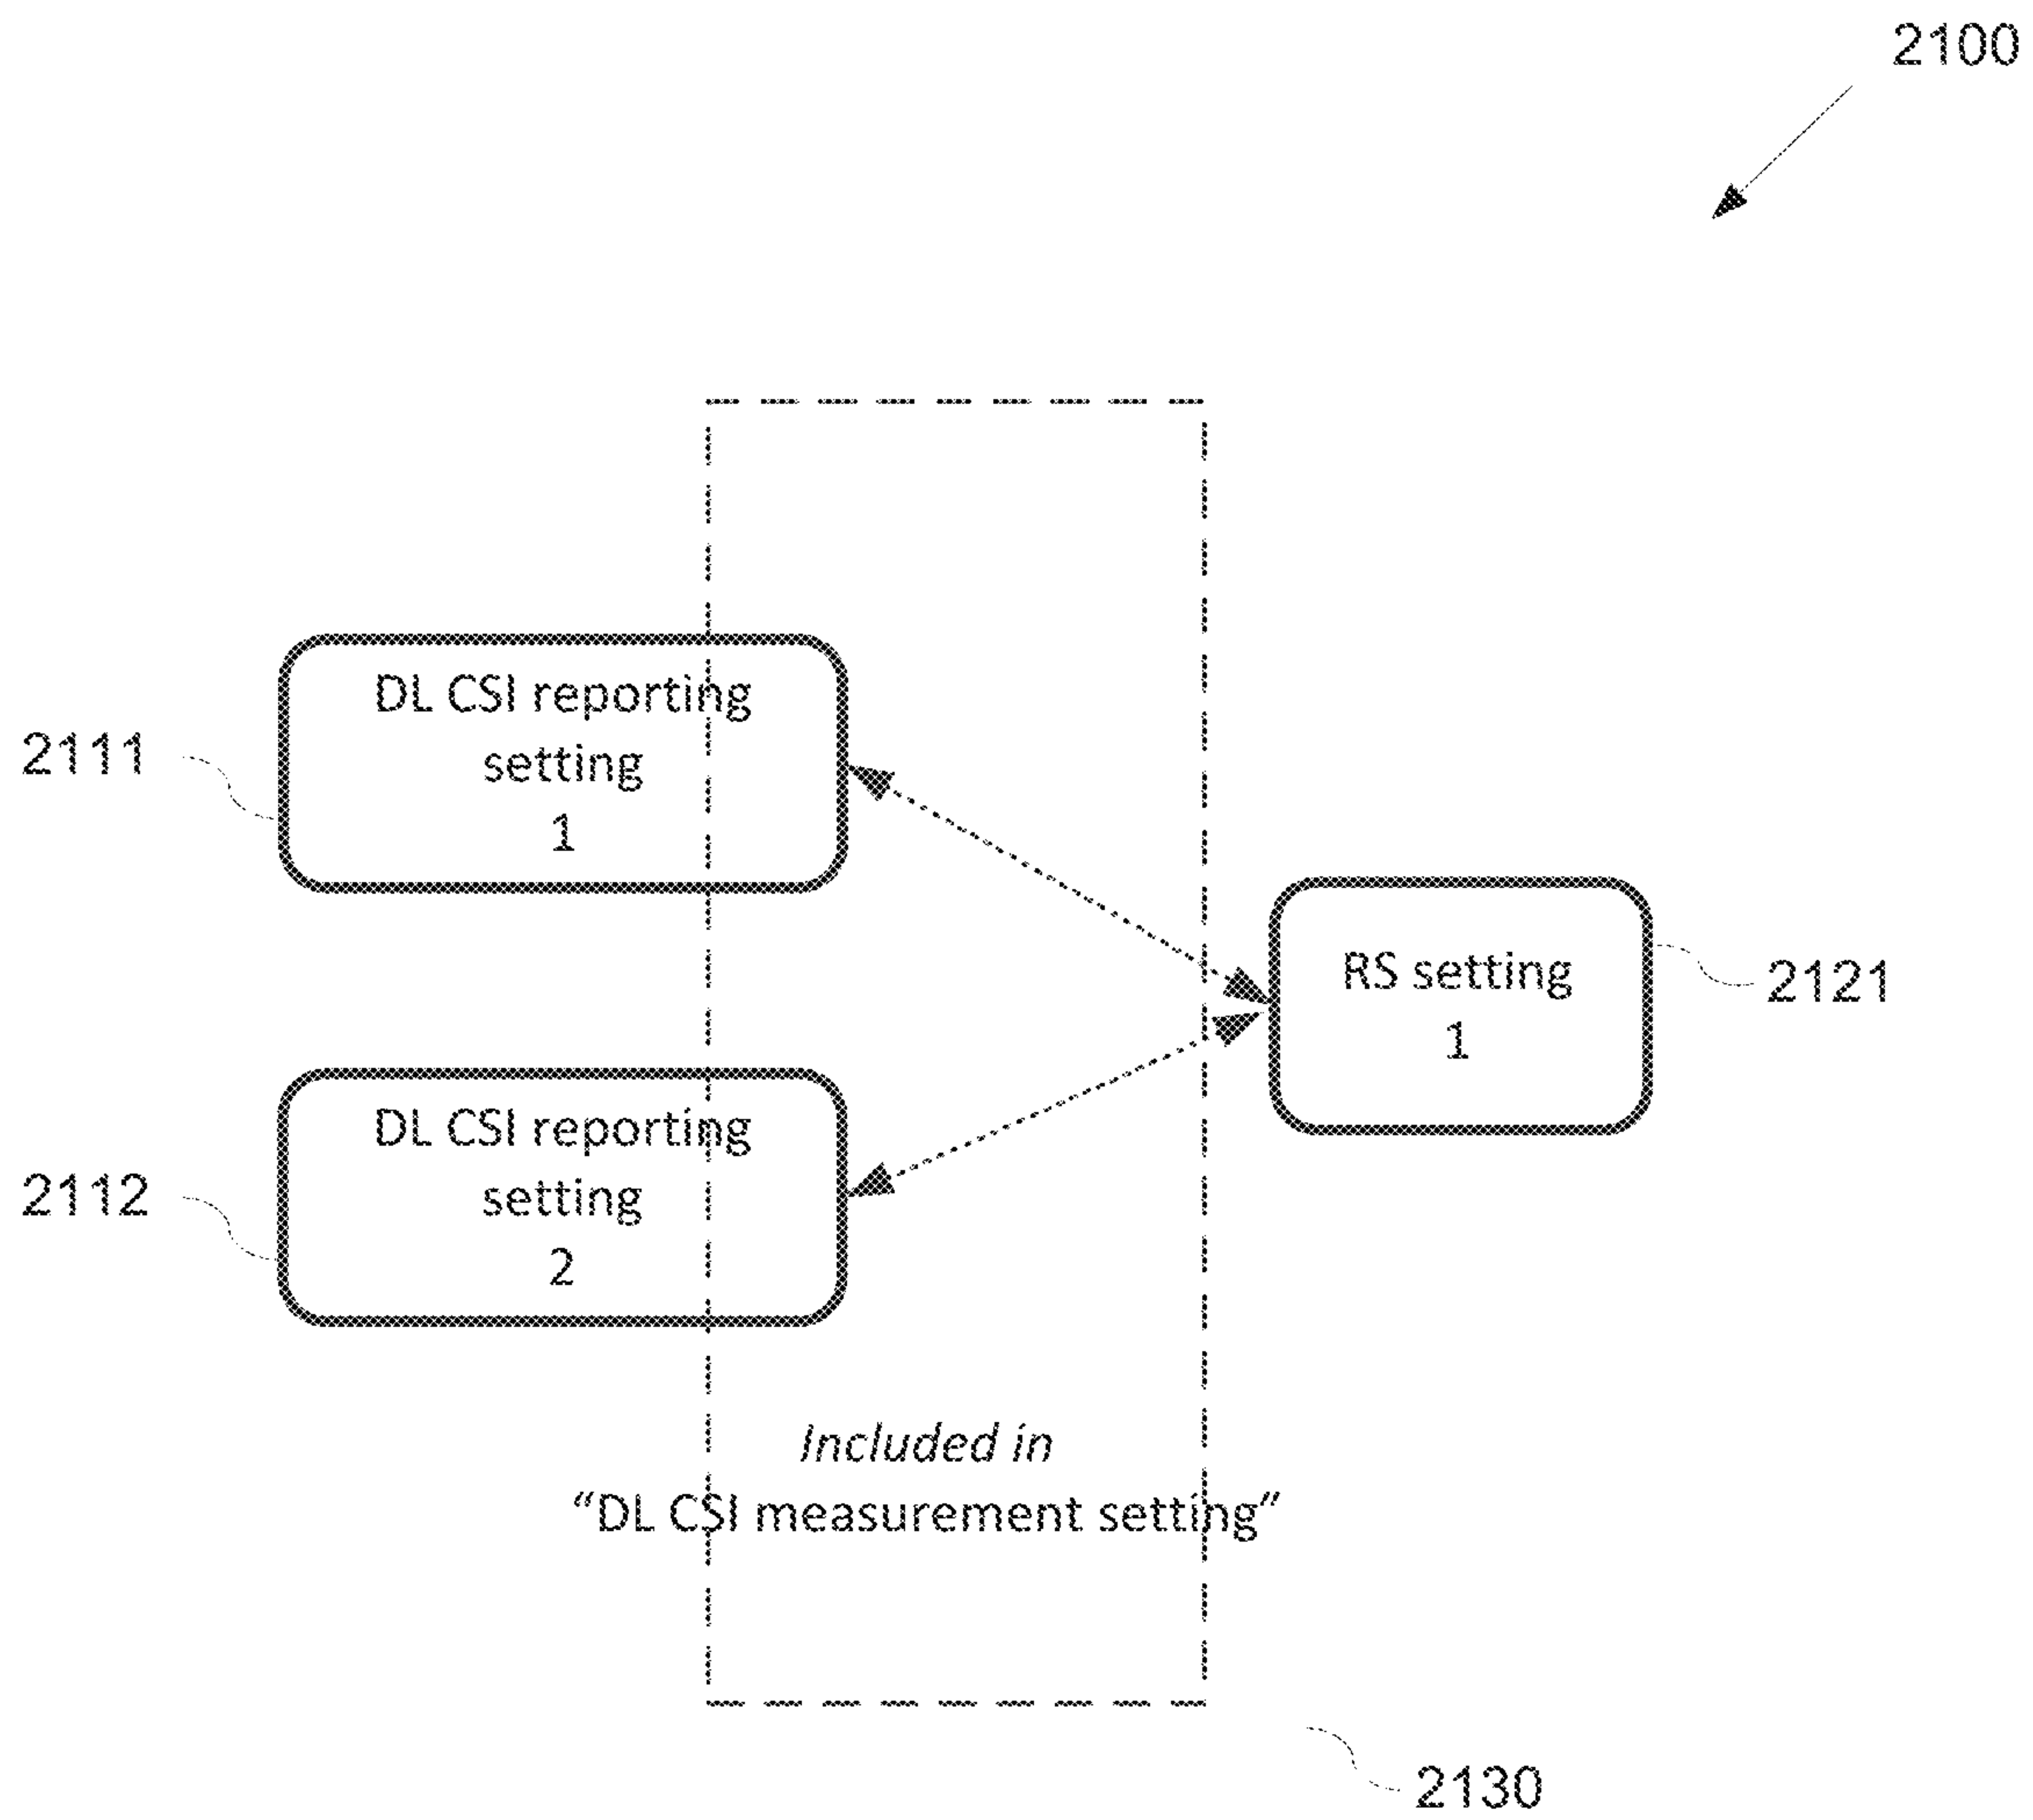 2100
DL CSI reporting
setting
1
2111
RS setting
1
2121
DL CSI reporting
setting
2
2112
Included in
“DL CSI measurement setting”
2130